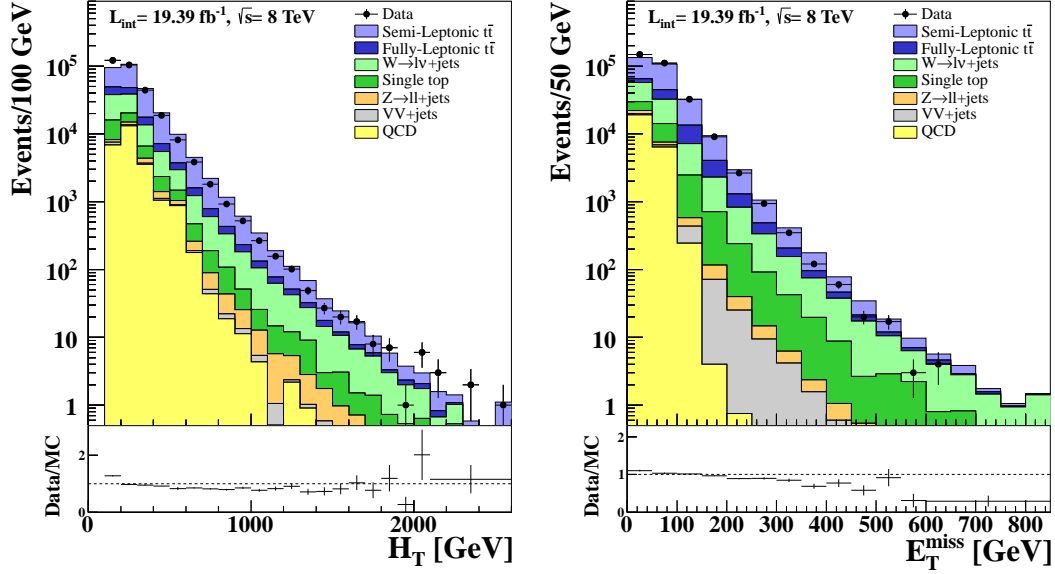 L_int= 19.39 fb⁻¹, √s= 8 TeV
Data
Semi-Leptonic tt̄
Fully-Leptonic tt̄
W→lν+jets
Single top
Z→ll+jets
VV+jets
QCD
Events/100 GeV
10⁵
10⁴
10³
10²
10
1
Data/MC
2
1
0
0 1000 2000
H_T [GeV]
L_int= 19.39 fb⁻¹, √s= 8 TeV
Data
Semi-Leptonic tt̄
Fully-Leptonic tt̄
W→lν+jets
Single top
Z→ll+jets
VV+jets
QCD
Events/50 GeV
10⁵
10⁴
10³
10²
10
1
Data/MC
2
1
0
0 100 200 300 400 500 600 700 800
E_T^miss [GeV]